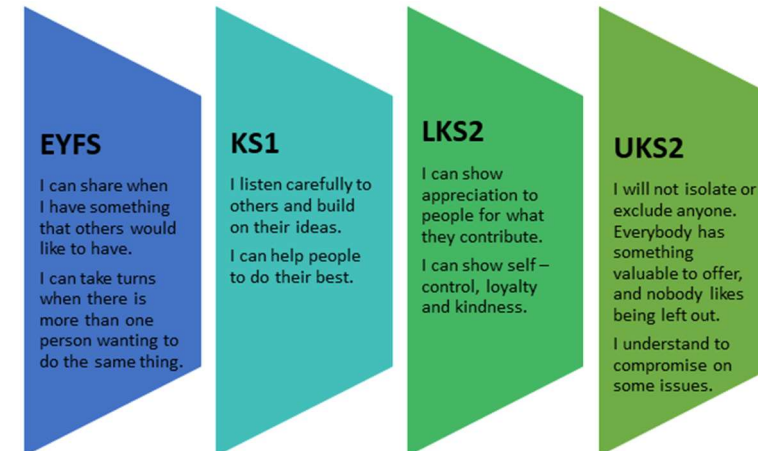 EYFS
I can share when
I have something
that others would
like to have.
I can take turns
when there is
more than one
person wanting to
do the same thing.
KS1
I listen carefully to
others and build
on their ideas.
I can help people
to do their best.
LKS2
I can show
appreciation to
people for what
they contribute.
I can show self –
control, loyalty
and kindness.
UKS2
I will not isolate or
exclude anyone.
Everybody has
something
valuable to offer,
and nobody likes
being left out.
I understand to
compromise on
some issues.